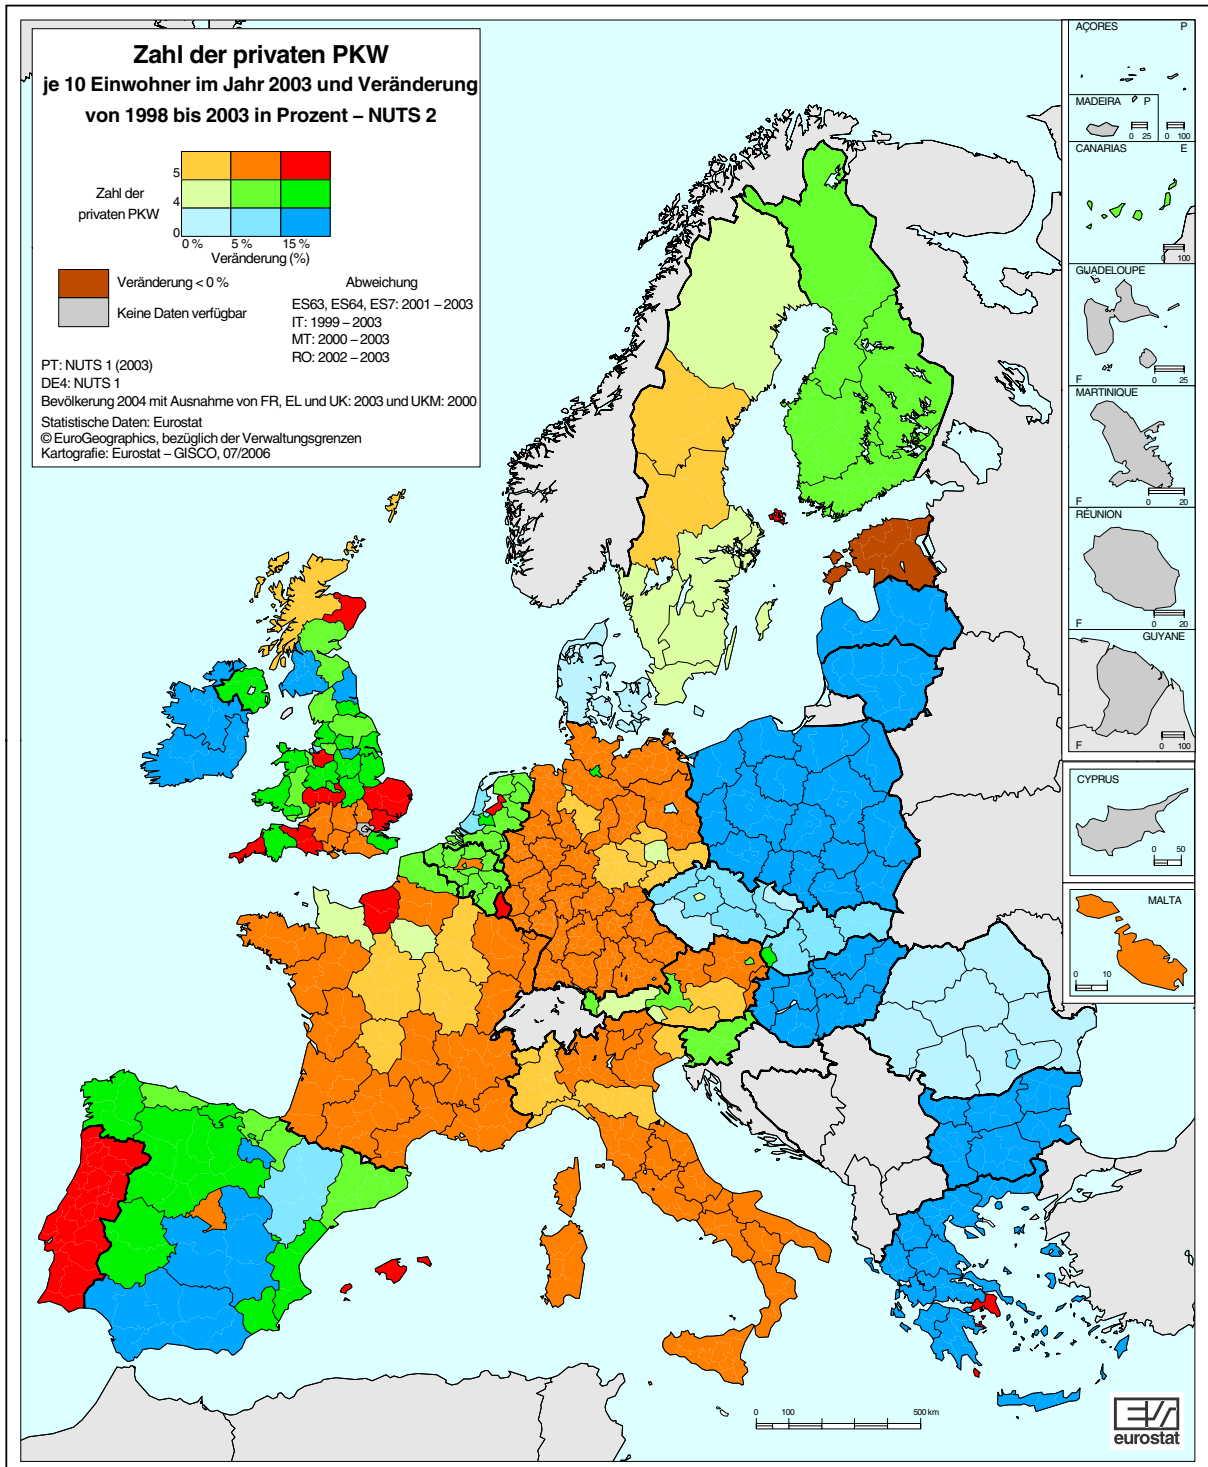 Zahl der privaten PKW
je 10 Einwohner im Jahr 2003 und Veränderung
von 1998 bis 2003 in Prozent – NUTS 2
Zahl der
privaten PKW
5
4
0
0 % 5 % 15 %
Veränderung (%)
Veränderung < 0 %
Keine Daten verfügbar
Abweichung
ES63, ES64, ES7: 2001 – 2003
IT: 1999 – 2003
MT: 2000 – 2003
RO: 2002 – 2003
PT: NUTS 1 (2003)
DE4: NUTS 1
Bevölkerung 2004 mit Ausnahme von FR, EL und UK: 2003 und UKM: 2000
Statistische Daten: Eurostat
© EuroGeographics, bezüglich der Verwaltungsgrenzen
Kartografie: Eurostat – GISCO, 07/2006
AÇORES P
MADEIRA P
0 25 0 100
CANARIAS E
0 100
GUADELOUPE
F 0 25
MARTINIQUE
F 0 20
RÉUNION
F 0 20
GUYANE
F 0 100
CYPRUS
0 50
MALTA
0 10
0 100 500 km
eurostat